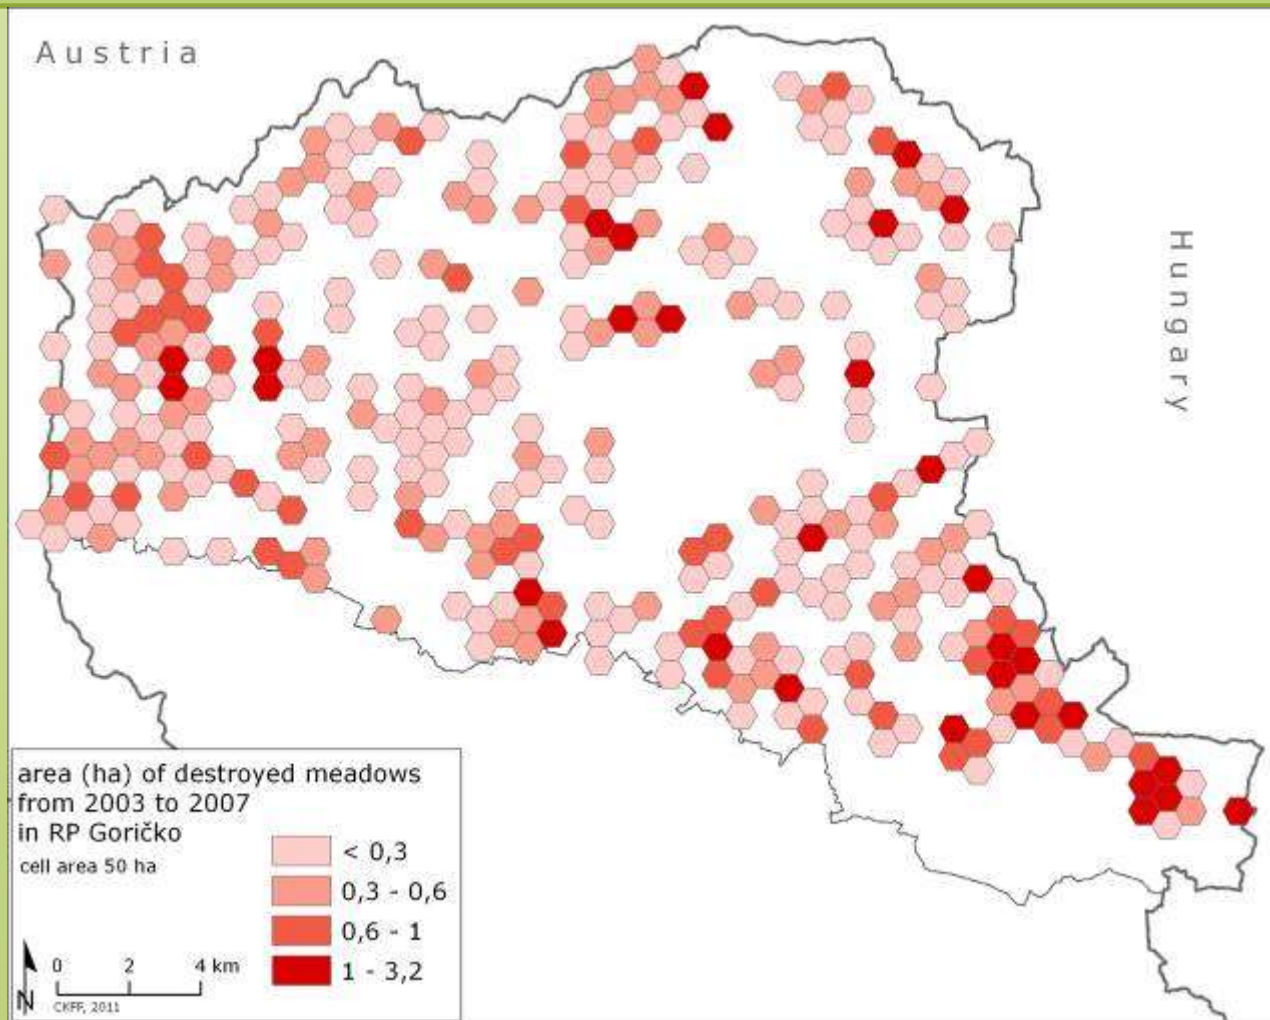 Austria
Hungary
area (ha) of destroyed meadows
from 2003 to 2007
in RP Goričko
cell area 50 ha
< 0,3
0,3 - 0,6
0,6 - 1
1 - 3,2
0 2 4 km
N
CKFF, 2011